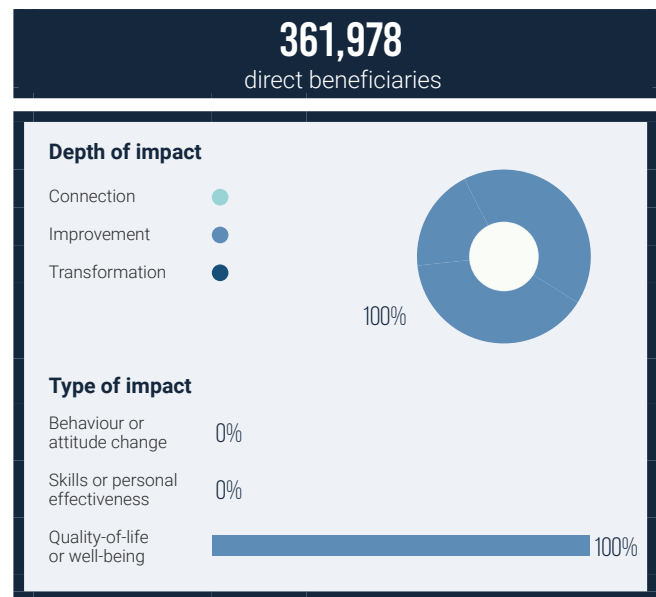 361,978
direct beneficiaries
Depth of impact
Connection
Improvement
Transformation
100%
Type of impact
Behaviour or
attitude change
0%
Skills or personal
effectiveness
0%
Quality-of-life
or well-being
100%